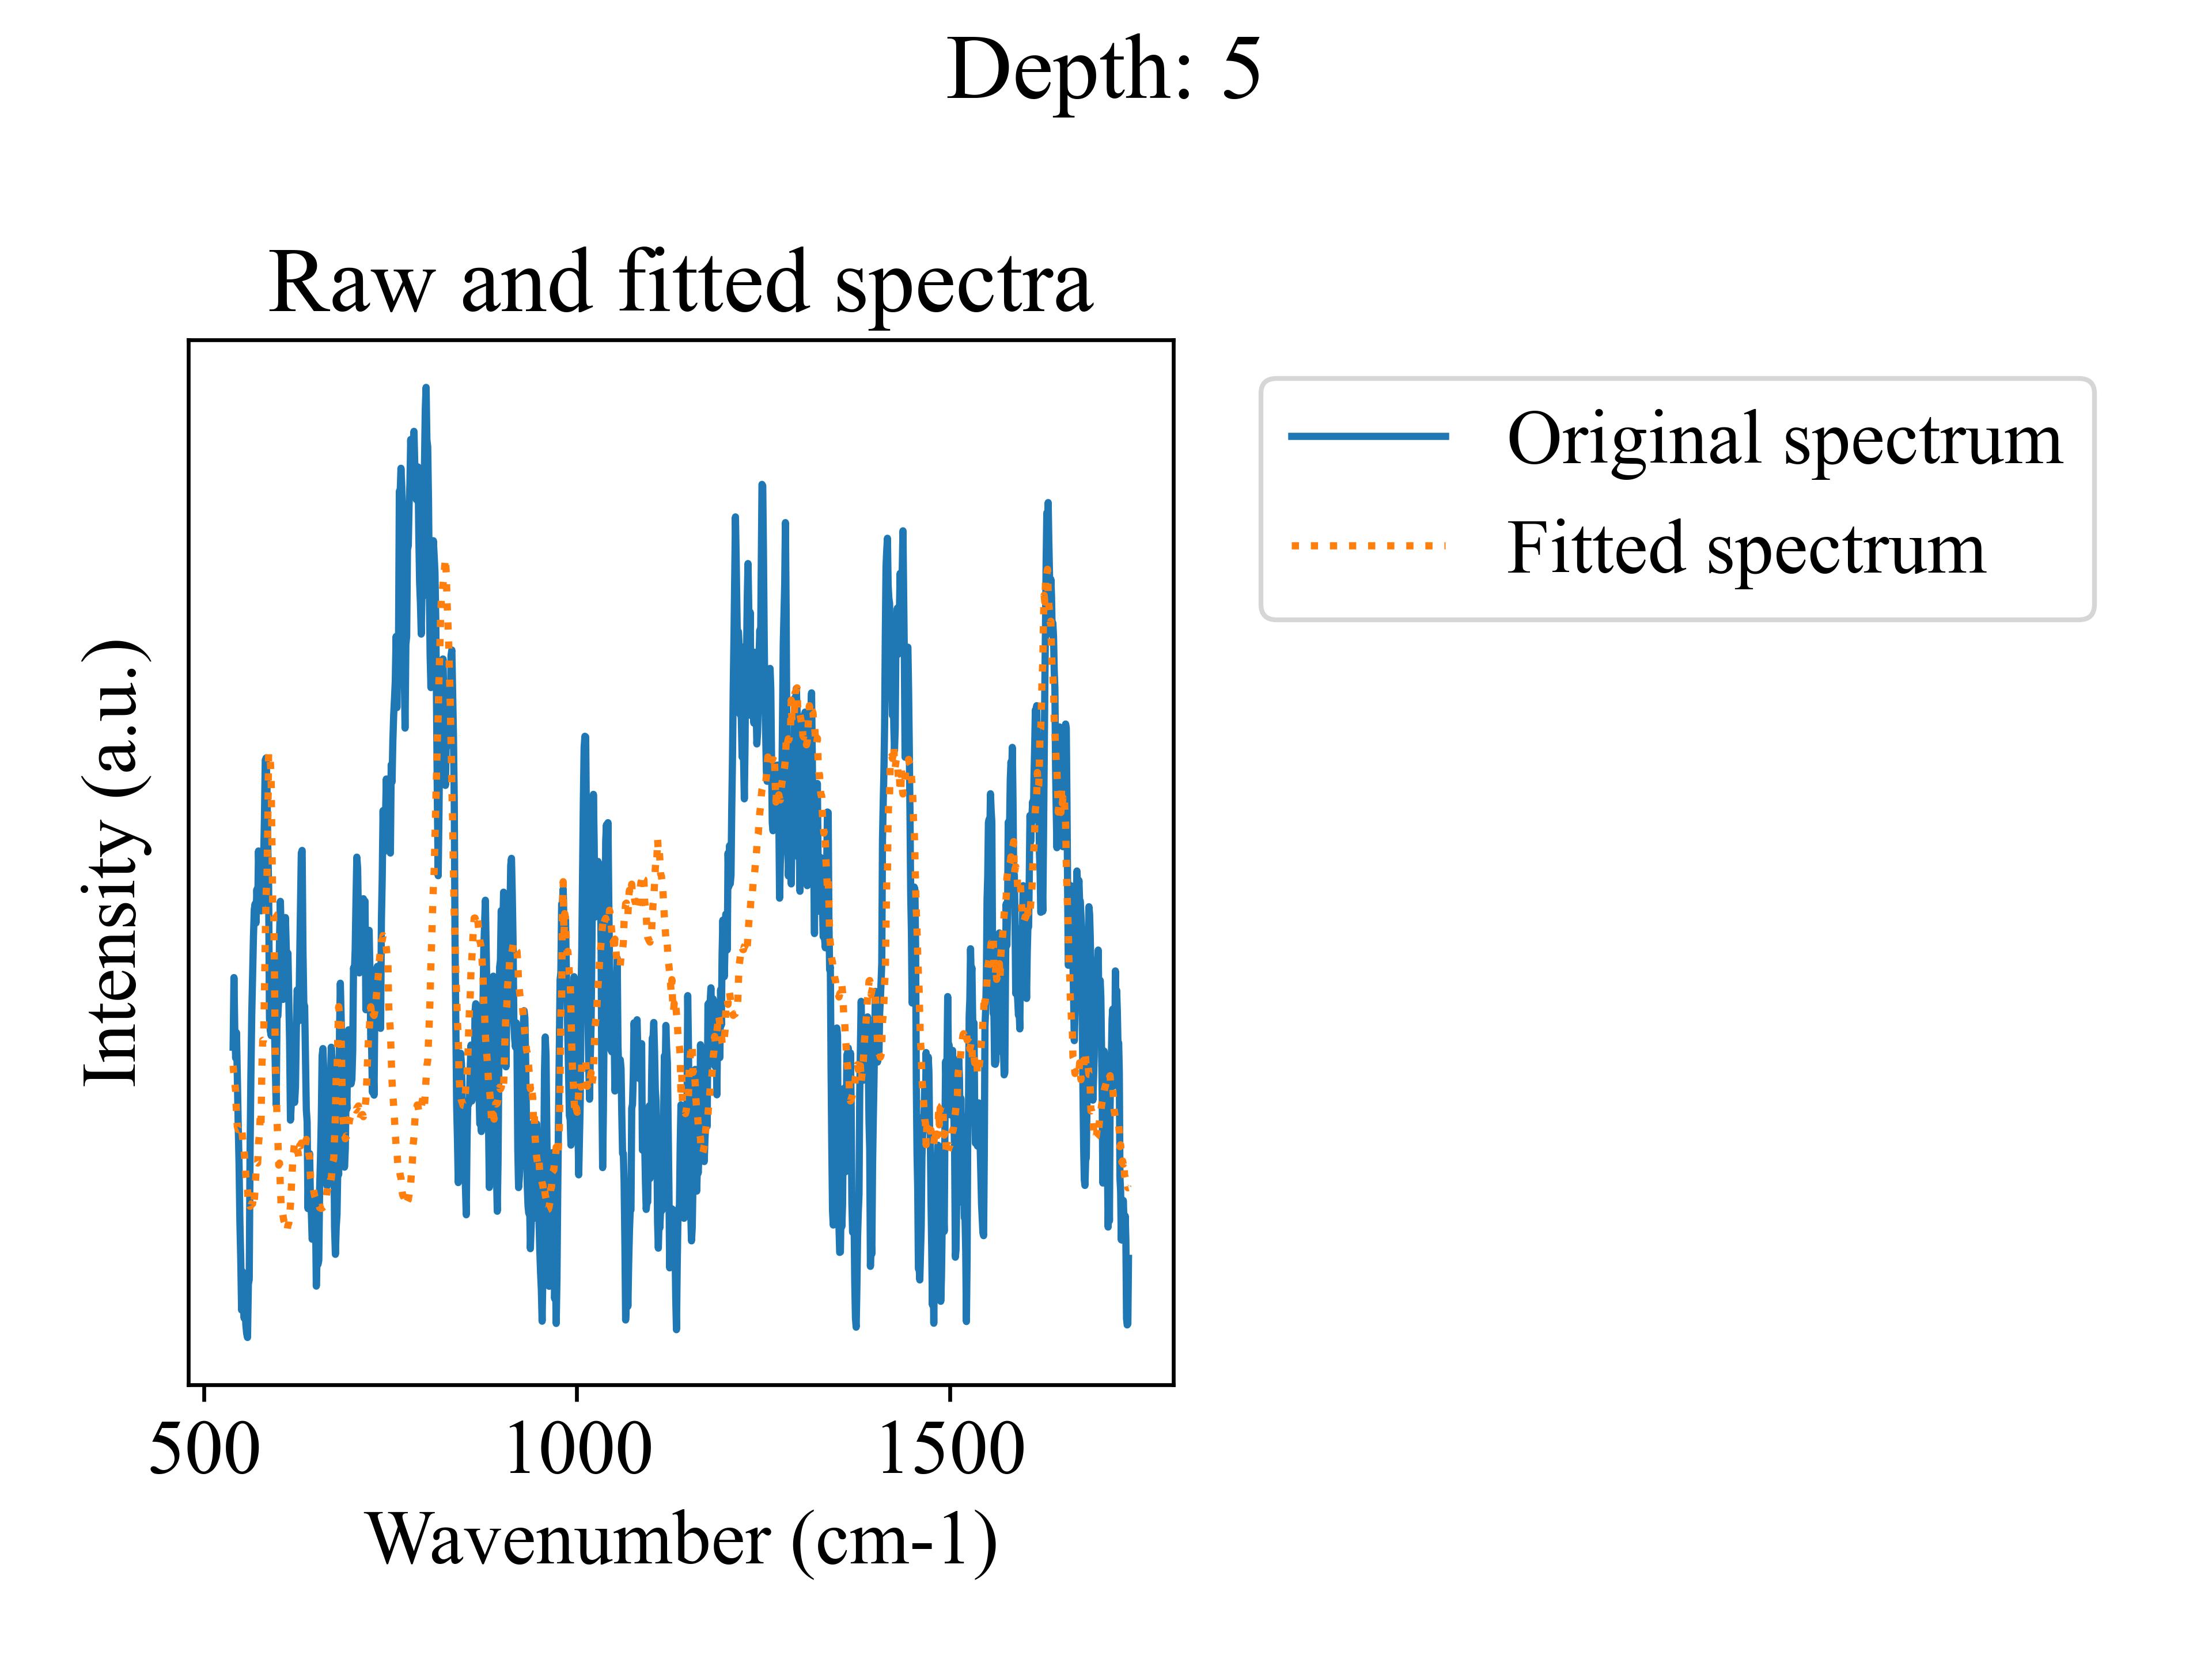 Depth: 5
Raw and fitted spectra
Original spectrum
Fitted spectrum
Intensity (a.u.)
500 1000 1500
Wavenumber (cm-1)